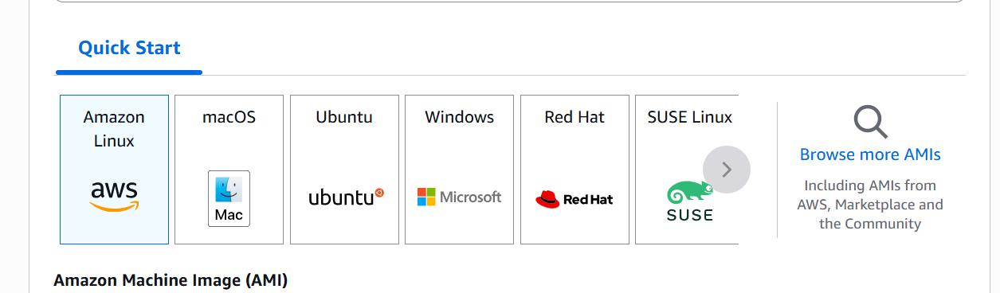 Quick Start
Amazon
Linux
aws
macOS
Mac
Ubuntu
ubuntu
Windows
Microsoft
Red Hat
Red Hat
SUSE Linux
SUSE
Browse more AMIs
Including AMIs from
AWS, Marketplace and
the Community
Amazon Machine Image (AMI)